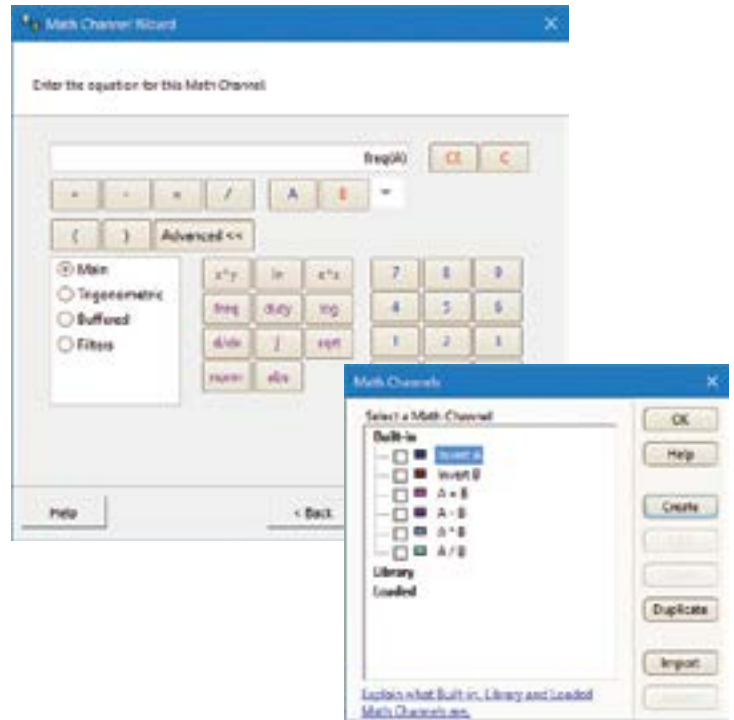 Math Channel Wizard
Enter the equation for this Math Channel
freq(A)
CE C
+ - × / A B
( ) Advanced <<
Main
Trigonometric
Buffered
Filters
x^y ln e^x
freq duty sqrt
d/dx ∫
norm abs
7 8 9
4 5 6
1 2 3
Help
< Back
Math Channels
Select a Math Channel
Built-in
Invert A
Invert B
A + B
A - B
A * B
A / B
Library
Loaded
Explain what Built-in, Library and Loaded
Math Channels are.
OK
Help
Create
Duplicate
Import